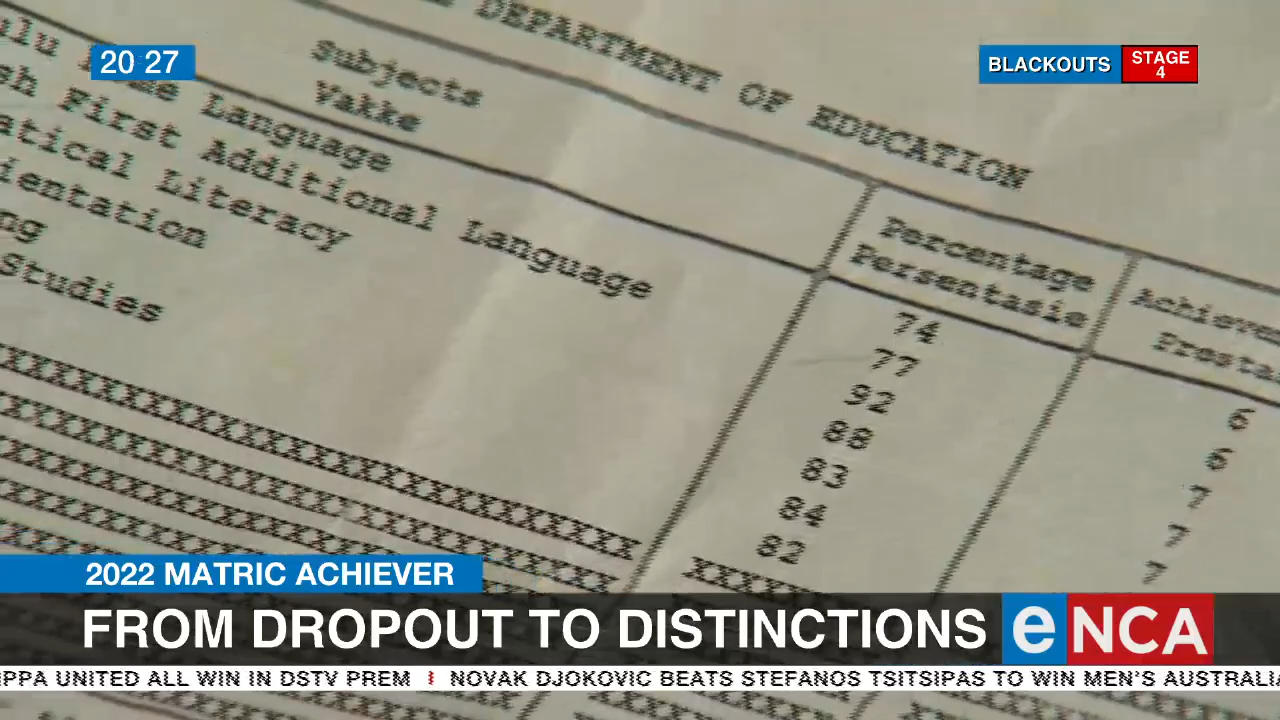 20 27
BLACKOUTS
STAGE
4
DEPARTMENT OF EDUCATION
Subjects
Vakke
Percentage
Persentasie
Language
First Additional Language
Literacy
Studies
74
77
92
88
83
84
82
6
6
7
7
7
XXXXXXXX
2022 MATRIC ACHIEVER
FROM DROPOUT TO DISTINCTIONS
eNCA
PPA UNITED ALL WIN IN DSTV PREM
NOVAK DJOKOVIC BEATS STEFANOS TSITSIPAS TO WIN MEN'S AUSTRALIA